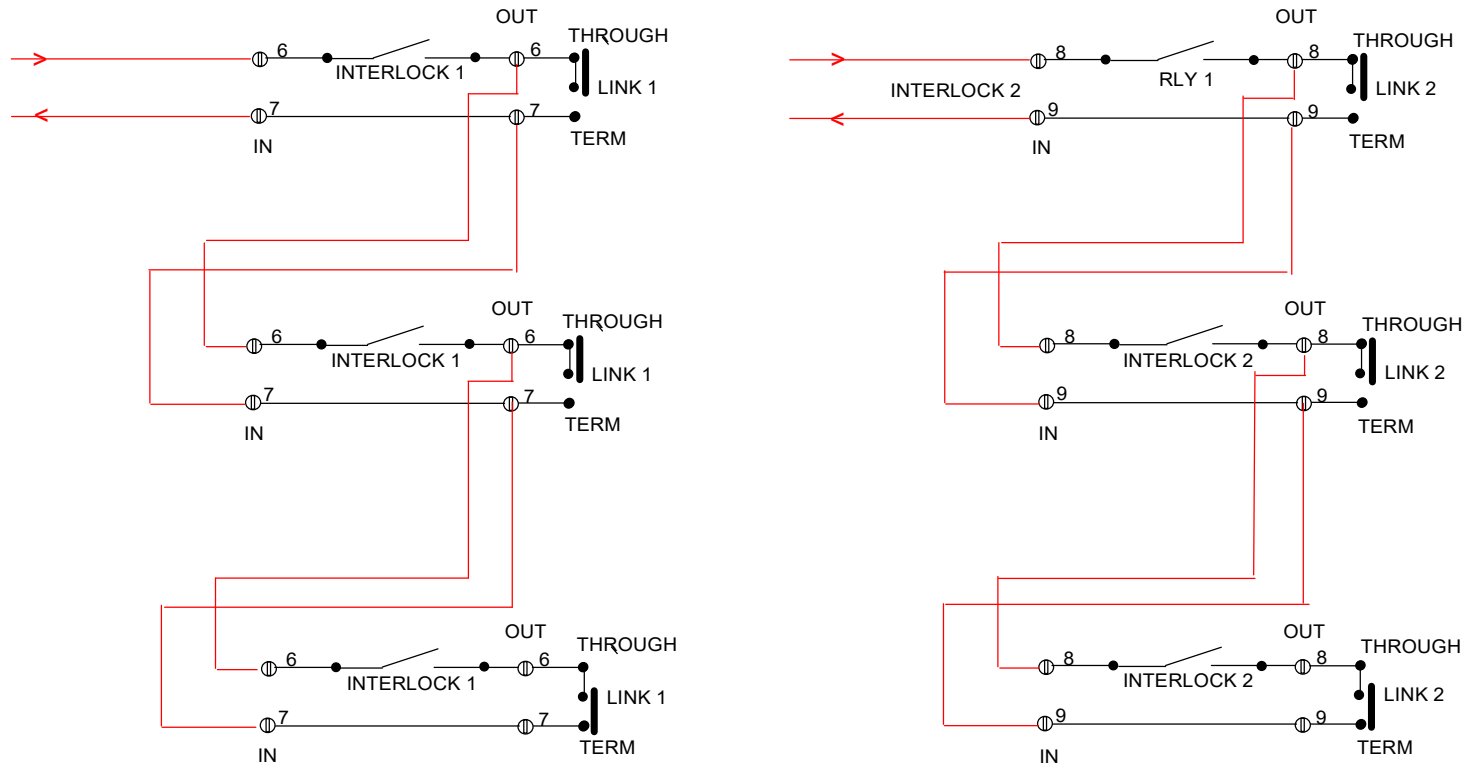 OUT
6
6
THROUGH
INTERLOCK 1
LINK 1
7
7
IN
TERM
OUT
8
8
THROUGH
INTERLOCK 2
RLY 1
LINK 2
9
9
IN
TERM
OUT
6
6
THROUGH
INTERLOCK 1
LINK 1
7
7
IN
TERM
OUT
8
8
THROUGH
INTERLOCK 2
LINK 2
9
9
IN
TERM
OUT
6
6
THROUGH
INTERLOCK 1
LINK 1
7
7
IN
TERM
OUT
8
8
THROUGH
INTERLOCK 2
LINK 2
9
9
IN
TERM